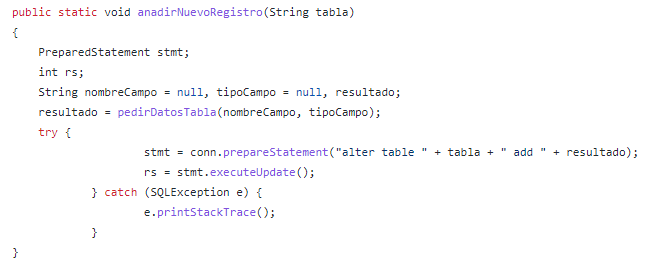 public static void anadirNuevoRegistro(String tabla)
{
    PreparedStatement stmt;
    int rs;
    String nombreCampo = null, tipoCampo = null, resultado;
    resultado = pedirDatosTabla(nombreCampo, tipoCampo);
    try {
                    stmt = conn.prepareStatement("alter table " + tabla + " add " + resultado);
                    rs = stmt.executeUpdate();
            } catch (SQLException e) {
                    e.printStackTrace();
            }
}